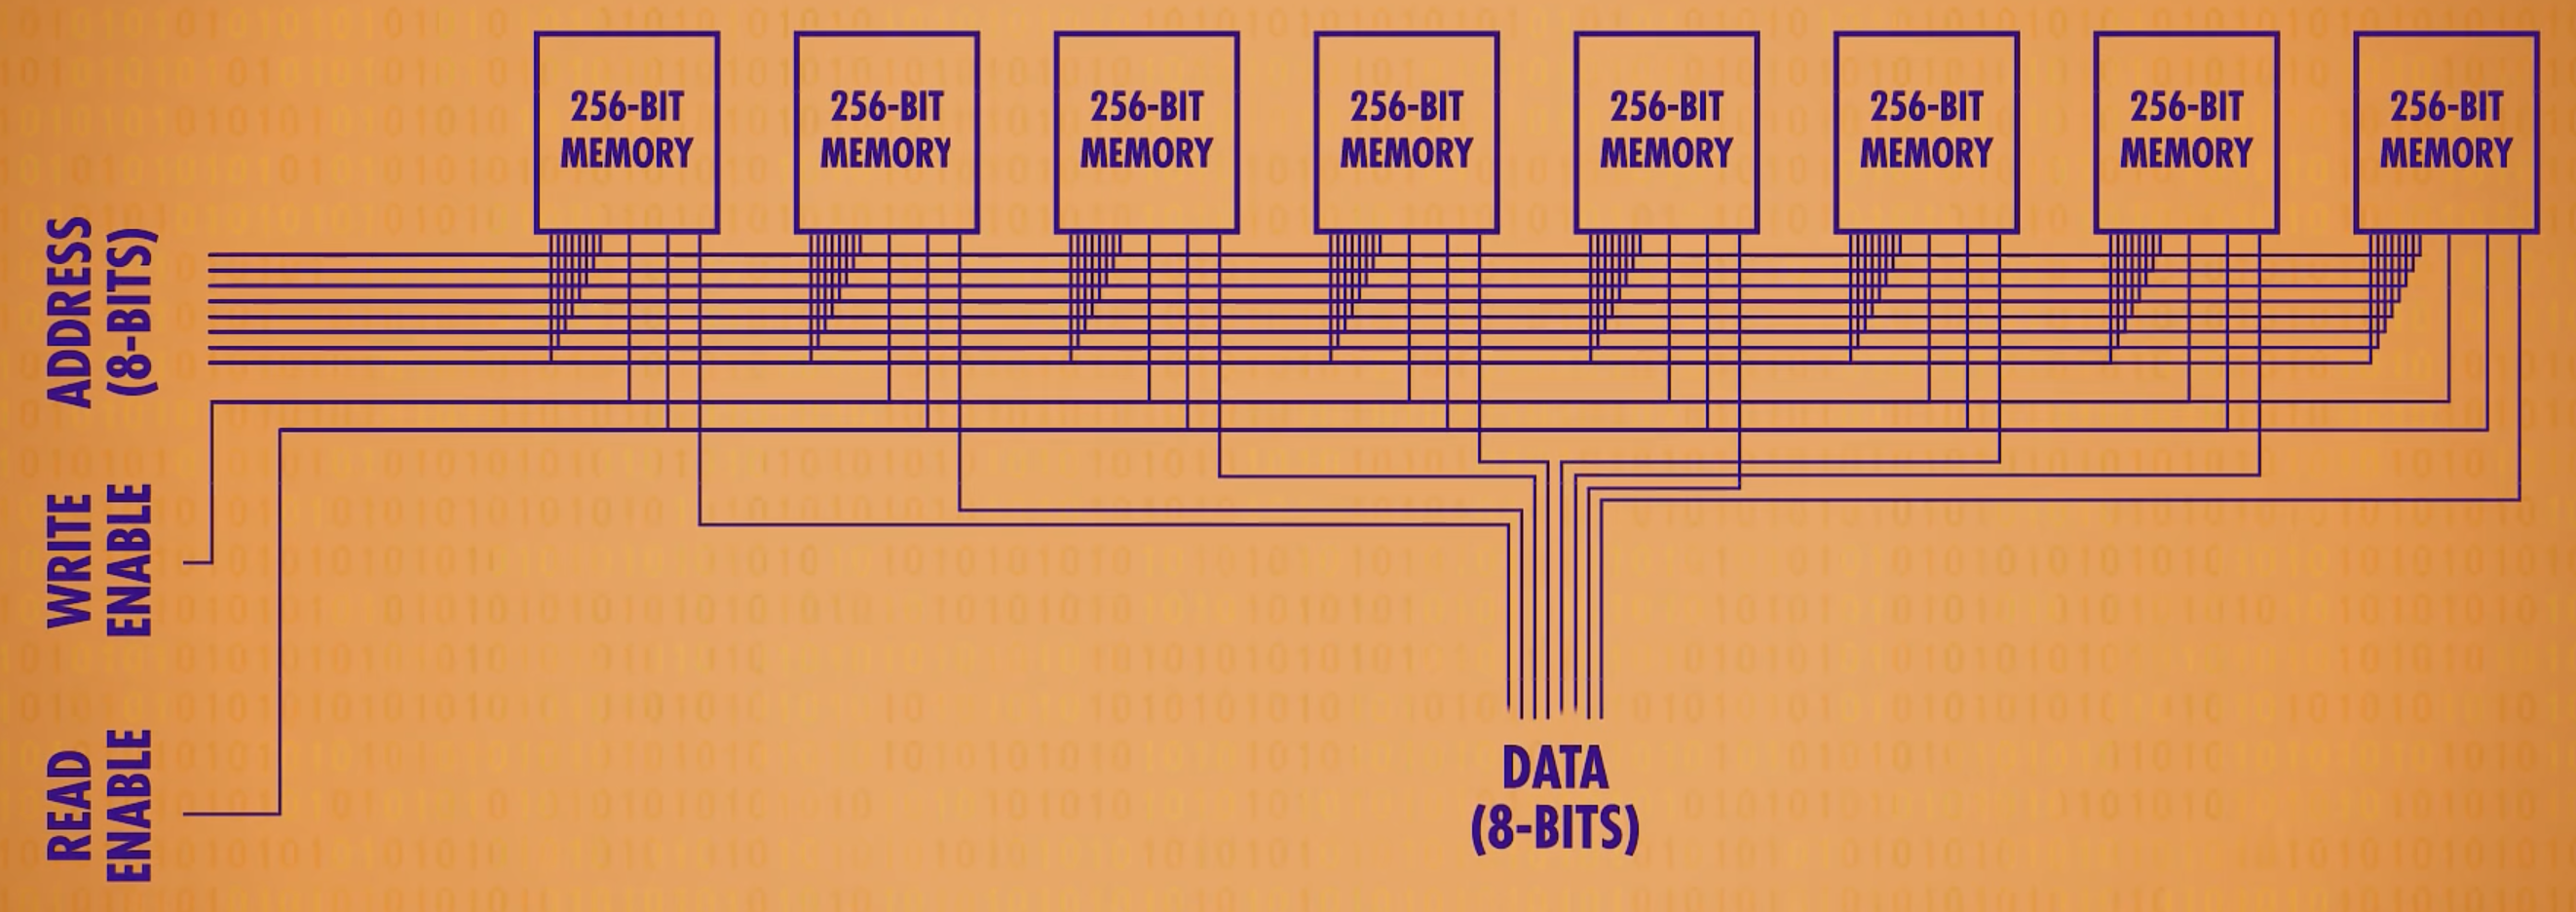 256-BIT
MEMORY
256-BIT
MEMORY
256-BIT
MEMORY
256-BIT
MEMORY
256-BIT
MEMORY
256-BIT
MEMORY
256-BIT
MEMORY
256-BIT
MEMORY
ADDRESS
(8-BITS)
WRITE
ENABLE
READ
ENABLE
DATA
(8-BITS)